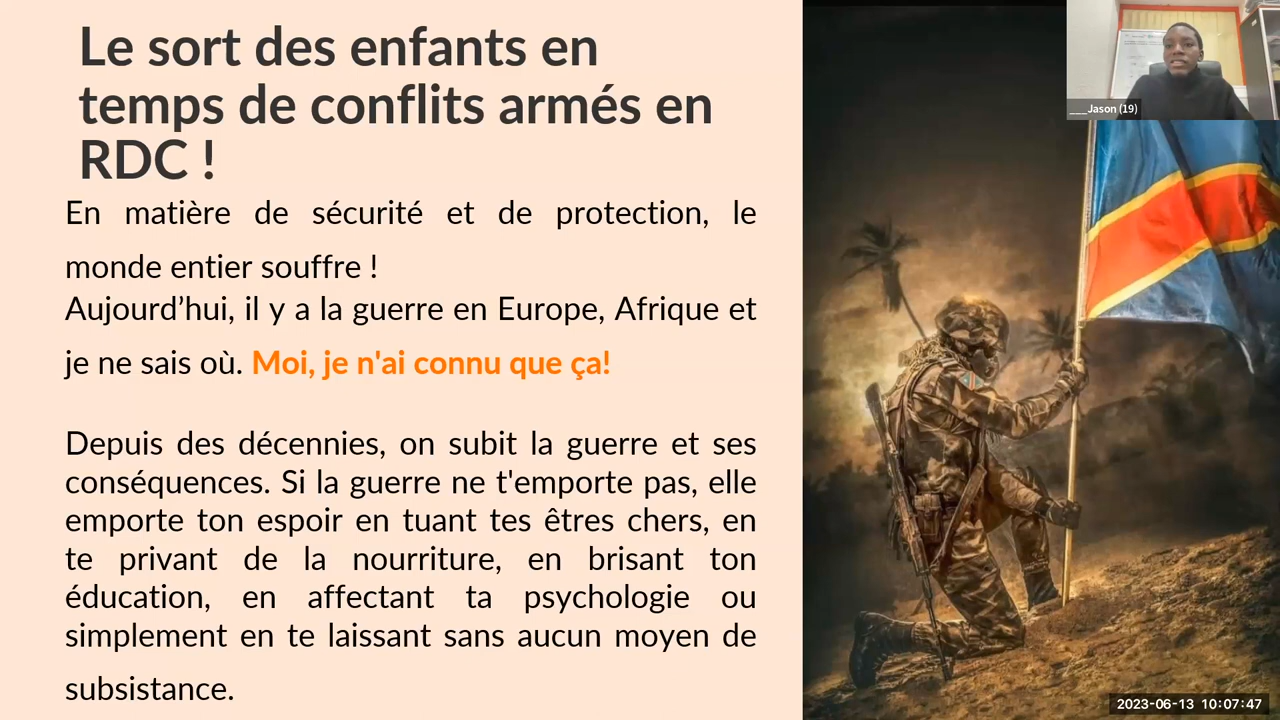 Le sort des enfants en
temps de conflits armés en
RDC !
En matière de sécurité et de protection, le
monde entier souffre !
Aujourd’hui, il y a la guerre en Europe, Afrique et
je ne sais où. Moi, je n'ai connu que ça!
Depuis des décennies, on subit la guerre et ses
conséquences. Si la guerre ne t'emporte pas, elle
emporte ton espoir en tuant tes êtres chers, en
te privant de la nourriture, en brisant ton
éducation, en affectant ta psychologie ou
simplement en te laissant sans aucun moyen de
subsistance.
___Jason (19)
2023-06-13 10:07:47